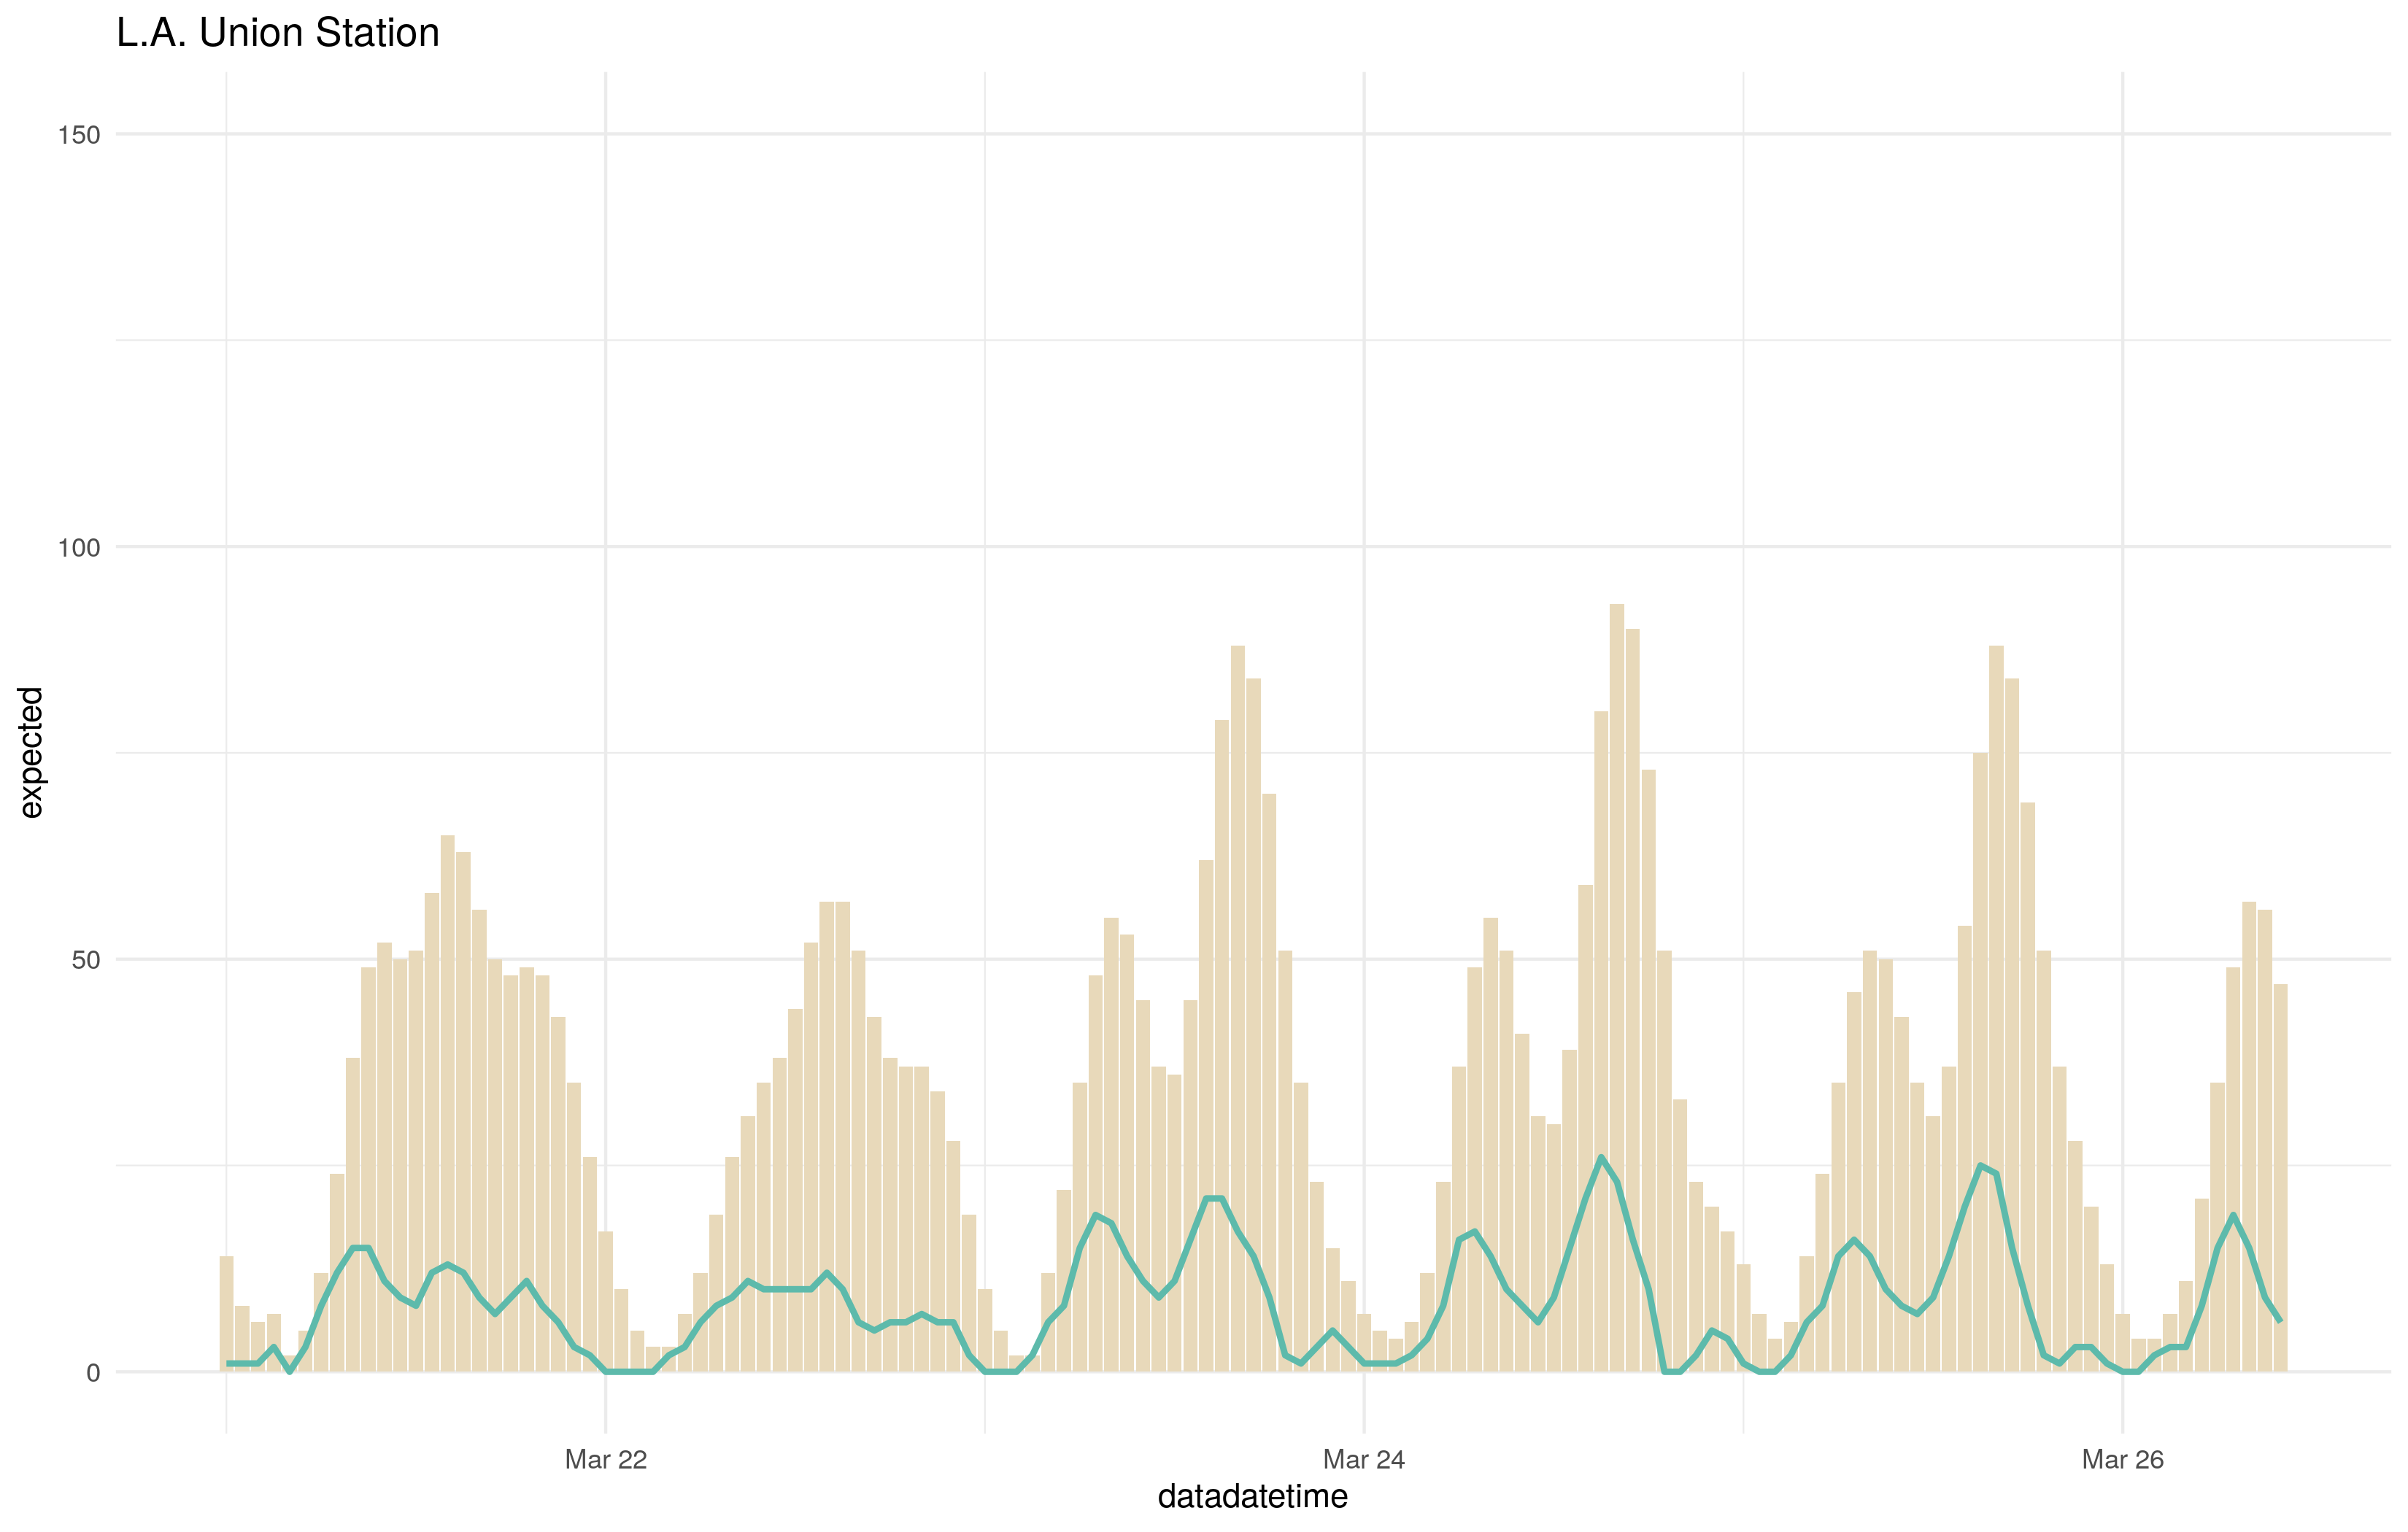 L.A. Union Station
150
100
50
0
expected
Mar 22
Mar 24
Mar 26
datadatetime